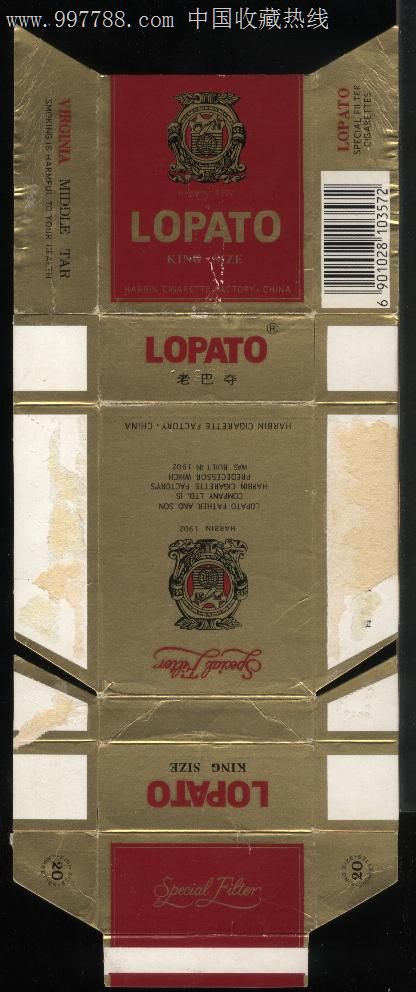 www.997788.com 中国收藏热线
VIRGINIA MIDDLE TAR
SMOKING IS HARMFUL TO YOUR HEALTH
HARBIN 1902
LOPATO
KING SIZE
HARBIN CIGARETTE FACTORY · CHINA
LOPATO
SPECIAL FILTER
CIGARETTES
6 901028 103572
LOPATO ®
老巴夺
HARBIN CIGARETTE FACTORY · CHINA
LOPATO FATHER AND SON
COMPANY LTD. IS
HARBIN CIGARETTE FACTORY'S
PREDECESSOR WHICH
WAS BUILT IN 1902
HARBIN 1902
Special Filter
LOPATO
KING SIZE
20
Special Filter
20